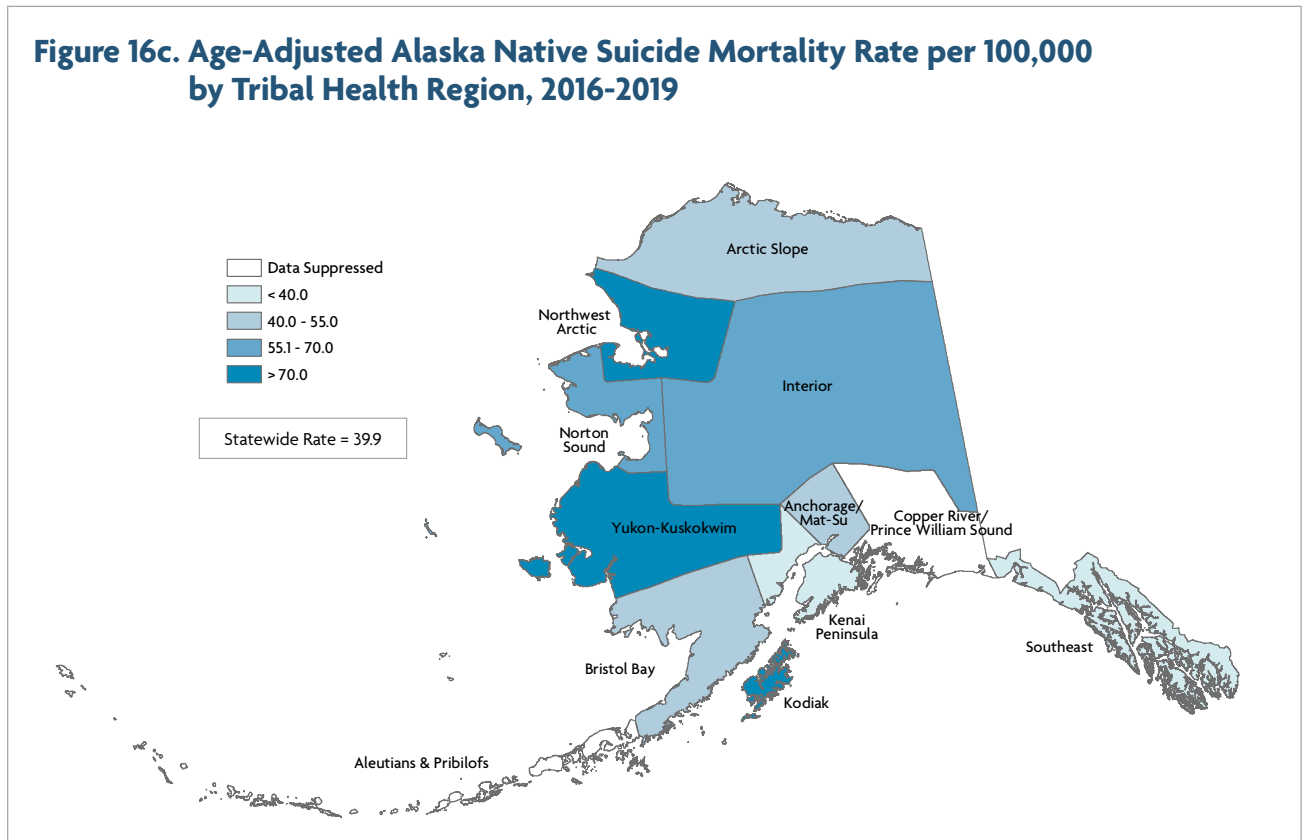 Figure 16c. Age-Adjusted Alaska Native Suicide Mortality Rate per 100,000
by Tribal Health Region, 2016-2019
Data Suppressed
< 40.0
40.0 - 55.0
55.1 - 70.0
> 70.0
Statewide Rate = 39.9
Arctic Slope
Northwest
Arctic
Interior
Norton
Sound
Anchorage/
Mat-Su
Copper River/
Prince William Sound
Yukon-Kuskokwim
Kenai
Peninsula
Southeast
Bristol Bay
Kodiak
Aleutians & Pribilofs